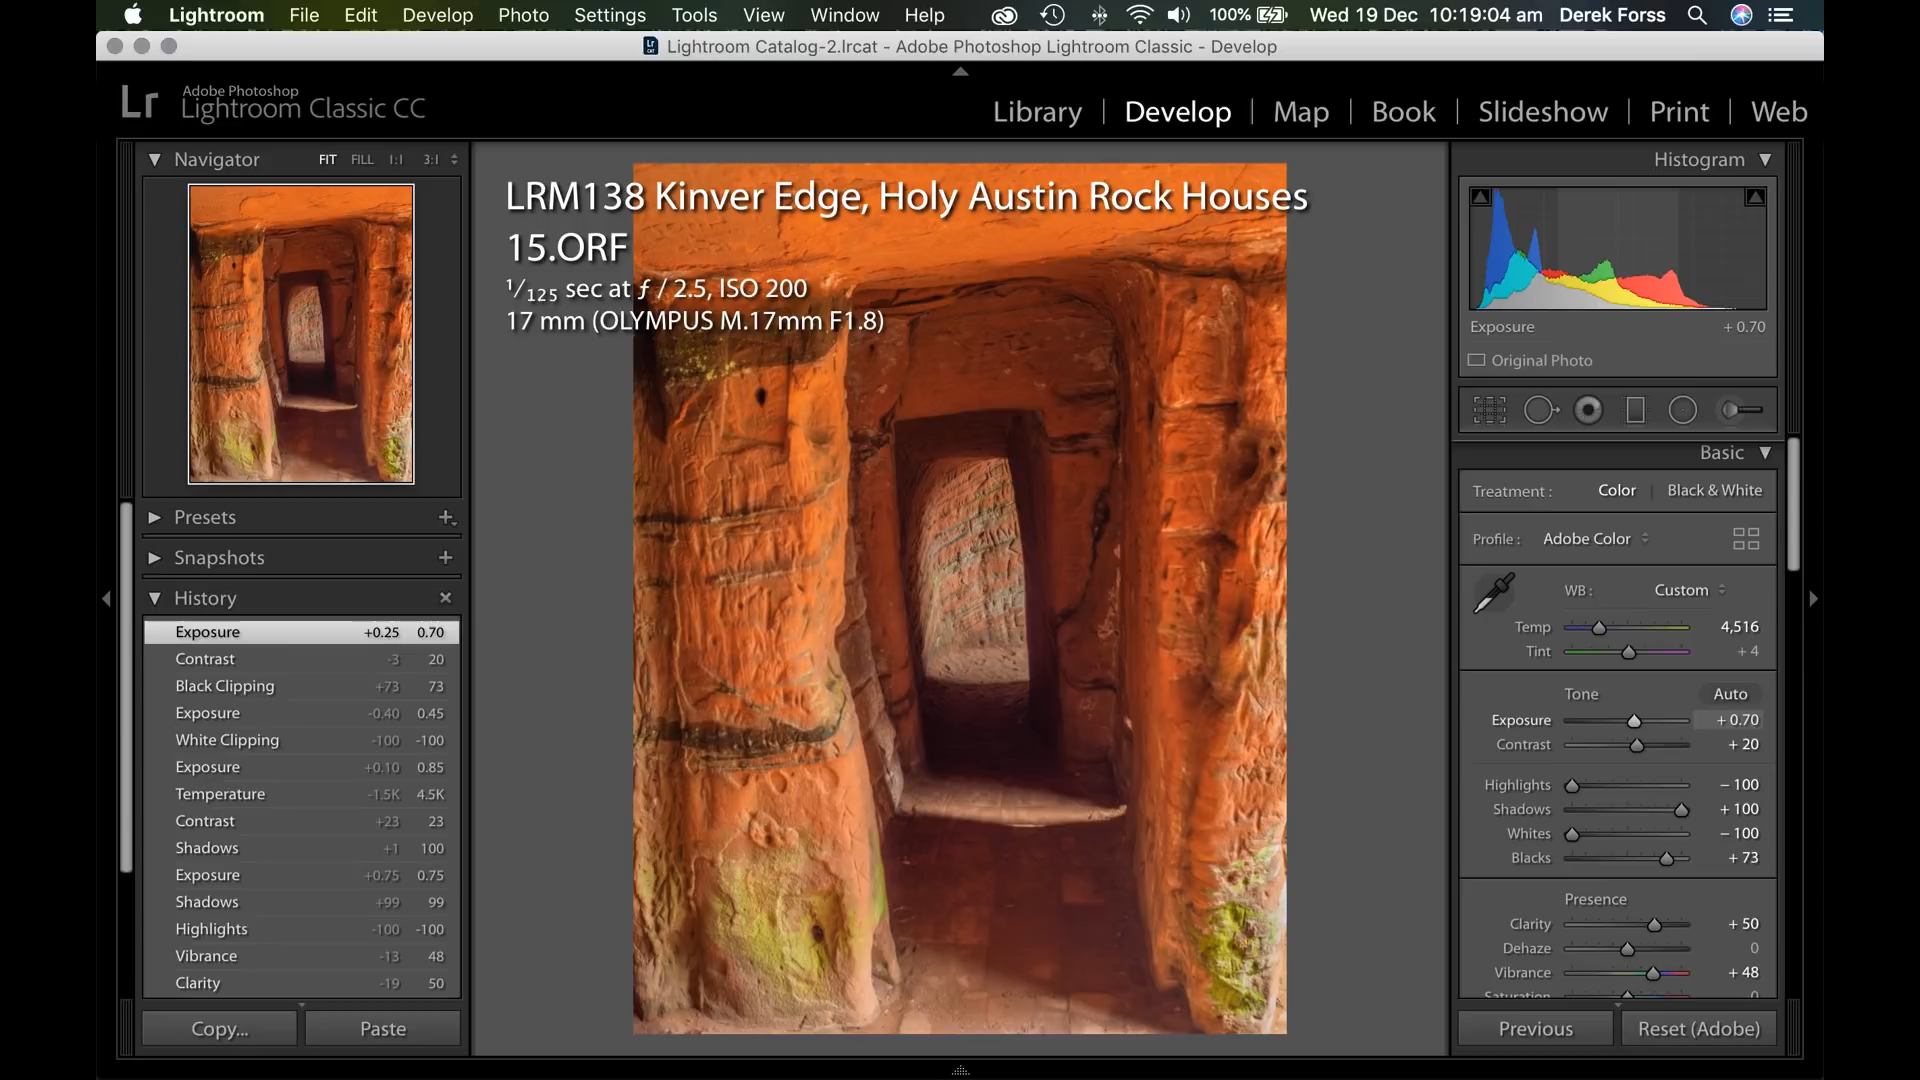 Lightroom File Edit Develop Photo Settings Tools View Window Help 100% Wed 19 Dec 10:19:04 am Derek Forss
Lightroom Catalog-2.lrcat - Adobe Photoshop Lightroom Classic - Develop
Lr Adobe Photoshop
Lightroom Classic CC
Library | Develop | Map | Book | Slideshow | Print | Web
Navigator FIT FILL 1:1 3:1
Presets
Snapshots
History
Exposure +0.25 0.70
Contrast -3 20
Black Clipping +73 73
Exposure -0.40 0.45
White Clipping -100 -100
Exposure +0.10 0.85
Temperature -1.5K 4.5K
Contrast +23 23
Shadows +1 100
Exposure +0.75 0.75
Shadows +99 99
Highlights -100 -100
Vibrance -13 48
Clarity -19 50
Copy... Paste
LRM138 Kinver Edge, Holy Austin Rock Houses
15.ORF
1/125 sec at ƒ / 2.5, ISO 200
17 mm (OLYMPUS M.17mm F1.8)
Histogram
Exposure + 0.70
Original Photo
Basic
Treatment : Color | Black & White
Profile : Adobe Color
WB : Custom
Temp 4,516
Tint + 4
Tone Auto
Exposure + 0.70
Contrast + 20
Highlights – 100
Shadows + 100
Whites – 100
Blacks + 73
Presence
Clarity + 50
Dehaze 0
Vibrance + 48
Saturation 0
Previous Reset (Adobe)